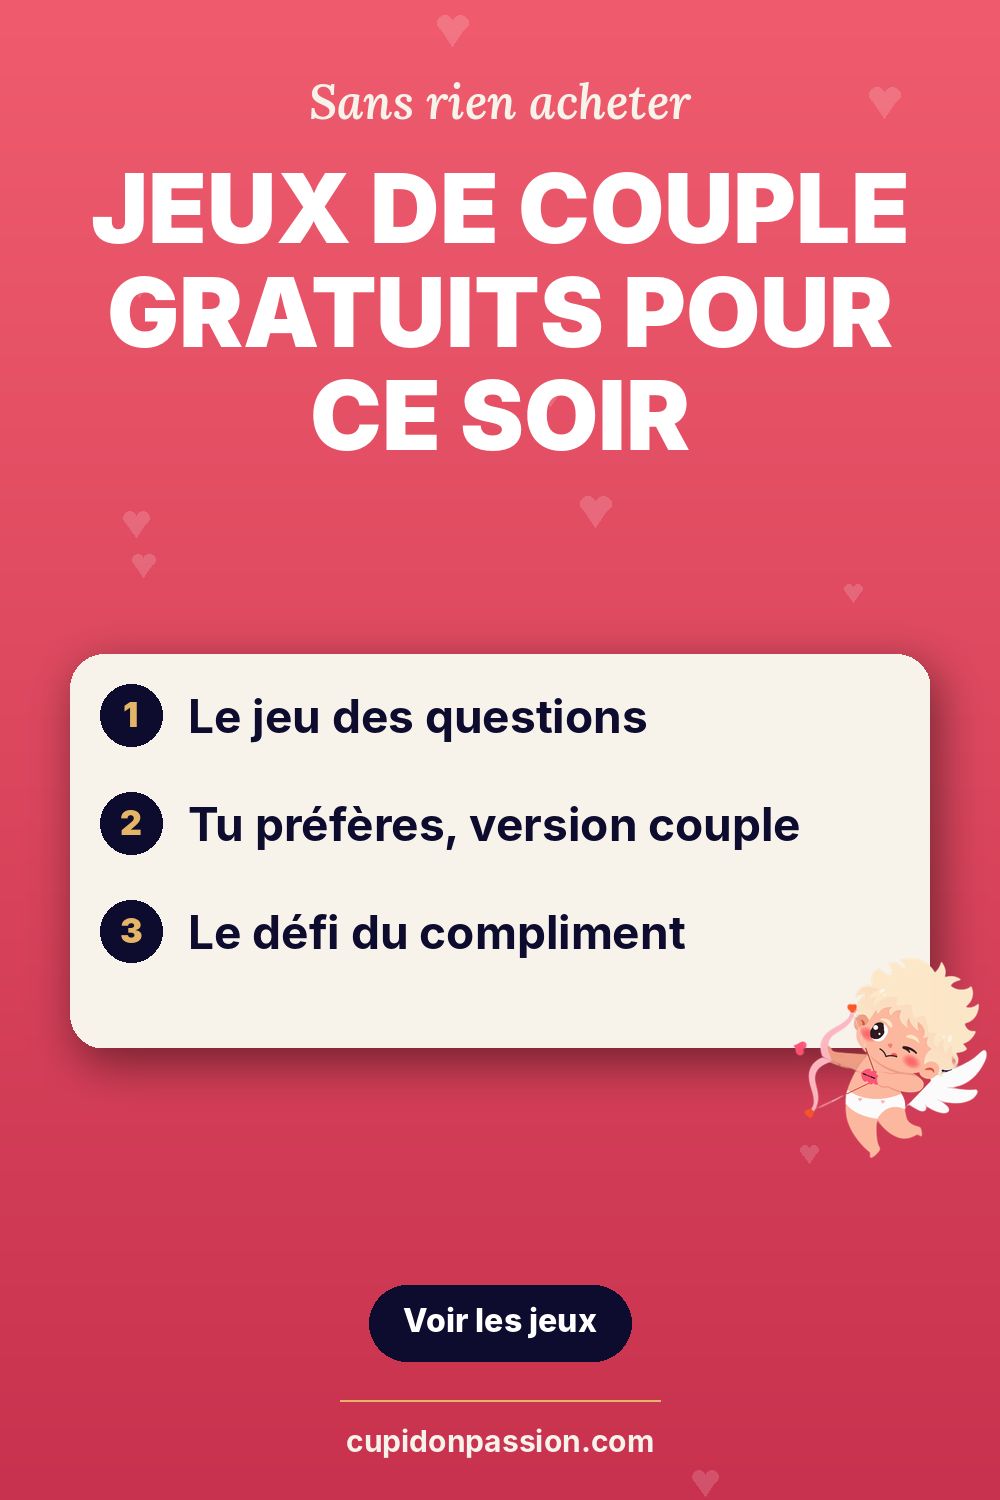 Sans rien acheter
JEUX DE COUPLE
GRATUITS POUR
CE SOIR
1 Le jeu des questions
2 Tu préfères, version couple
3 Le défi du compliment
Voir les jeux
cupidonpassion.com